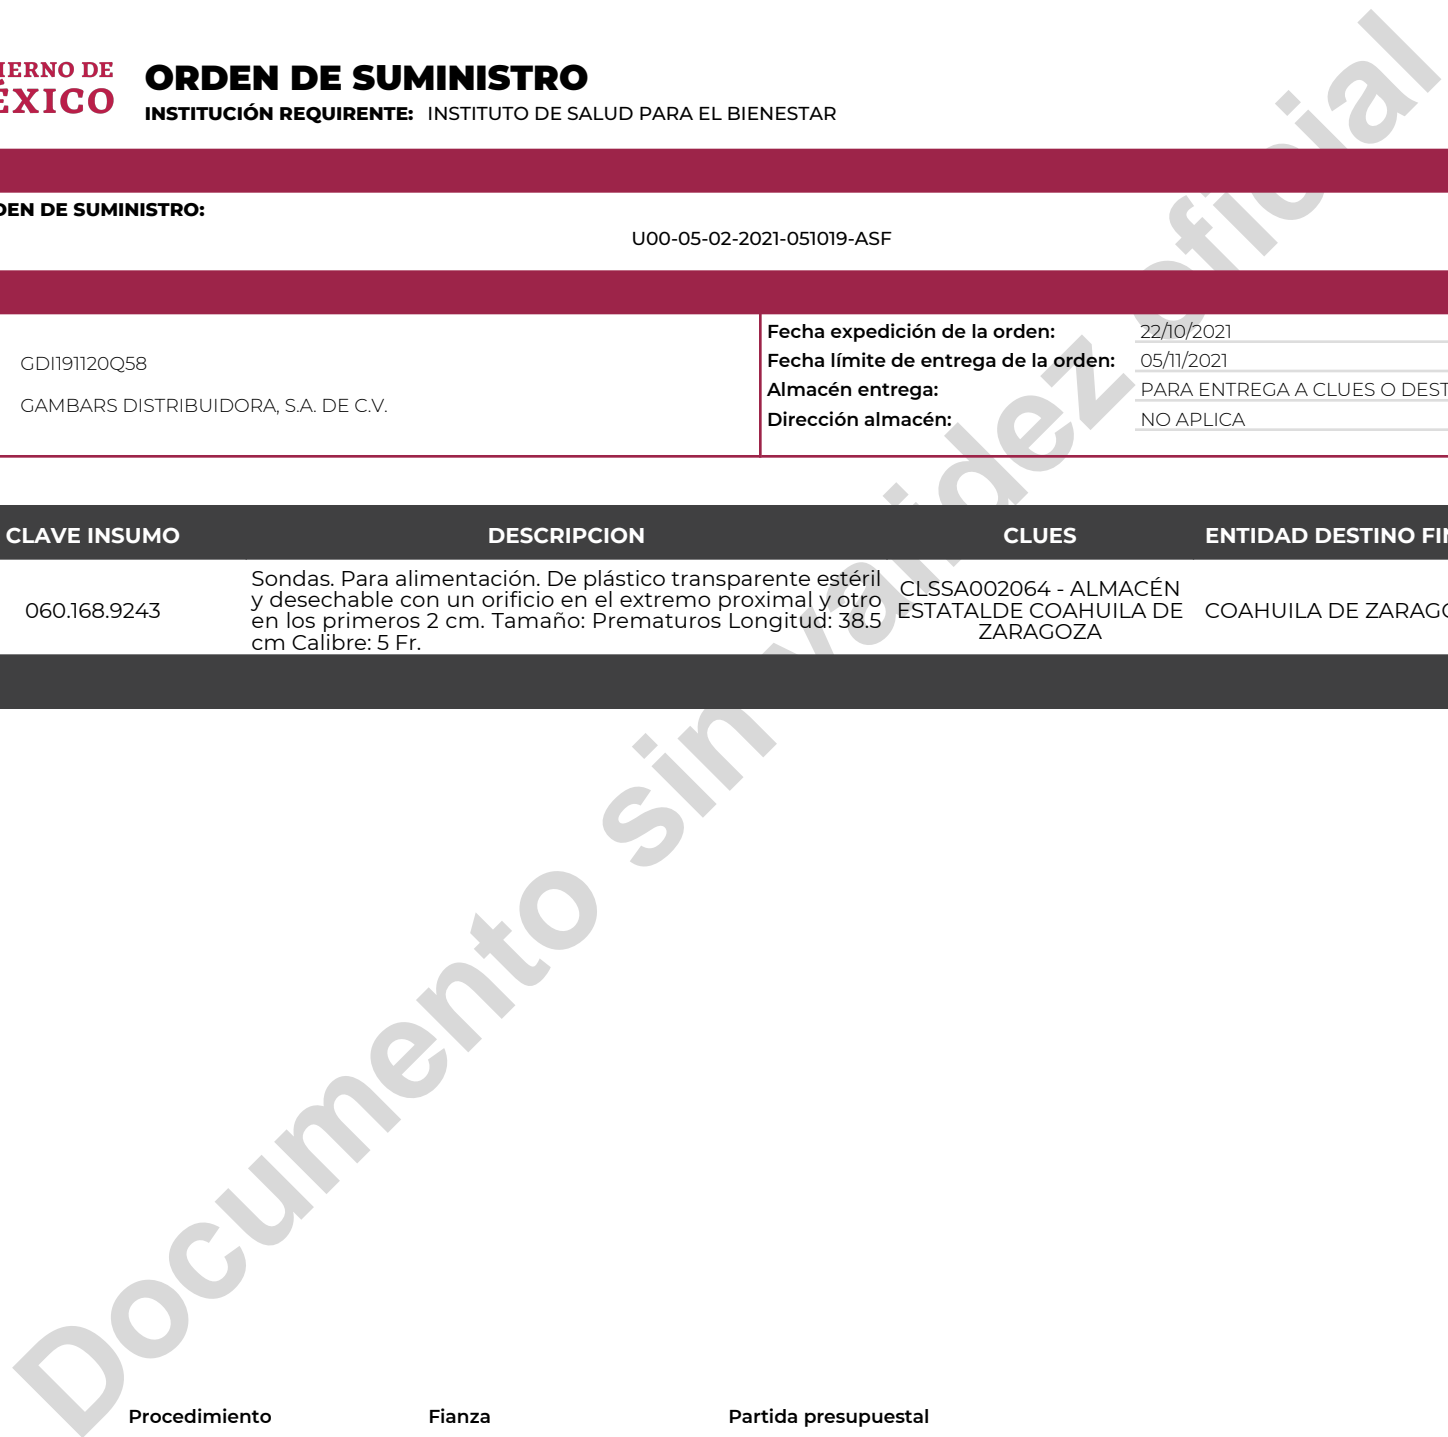 IERNO DE
ÉXICO
ORDEN DE SUMINISTRO
INSTITUCIÓN REQUIRENTE: INSTITUTO DE SALUD PARA EL BIENESTAR
DEN DE SUMINISTRO:
U00-05-02-2021-051019-ASF
GDI191120Q58
GAMBARS DISTRIBUIDORA, S.A. DE C.V.
Fecha expedición de la orden: 22/10/2021
Fecha límite de entrega de la orden: 05/11/2021
Almacén entrega: PARA ENTREGA A CLUES O DEST
Dirección almacén: NO APLICA
CLAVE INSUMO DESCRIPCION CLUES ENTIDAD DESTINO FIN
060.168.9243
Sondas. Para alimentación. De plástico transparente estéril
y desechable con un orificio en el extremo proximal y otro
en los primeros 2 cm. Tamaño: Prematuros Longitud: 38.5
cm Calibre: 5 Fr.
CLSSA002064 - ALMACÉN
ESTATALDE COAHUILA DE
ZARAGOZA
COAHUILA DE ZARAGO
Documento sin validez oficial
Procedimiento Fianza Partida presupuestal